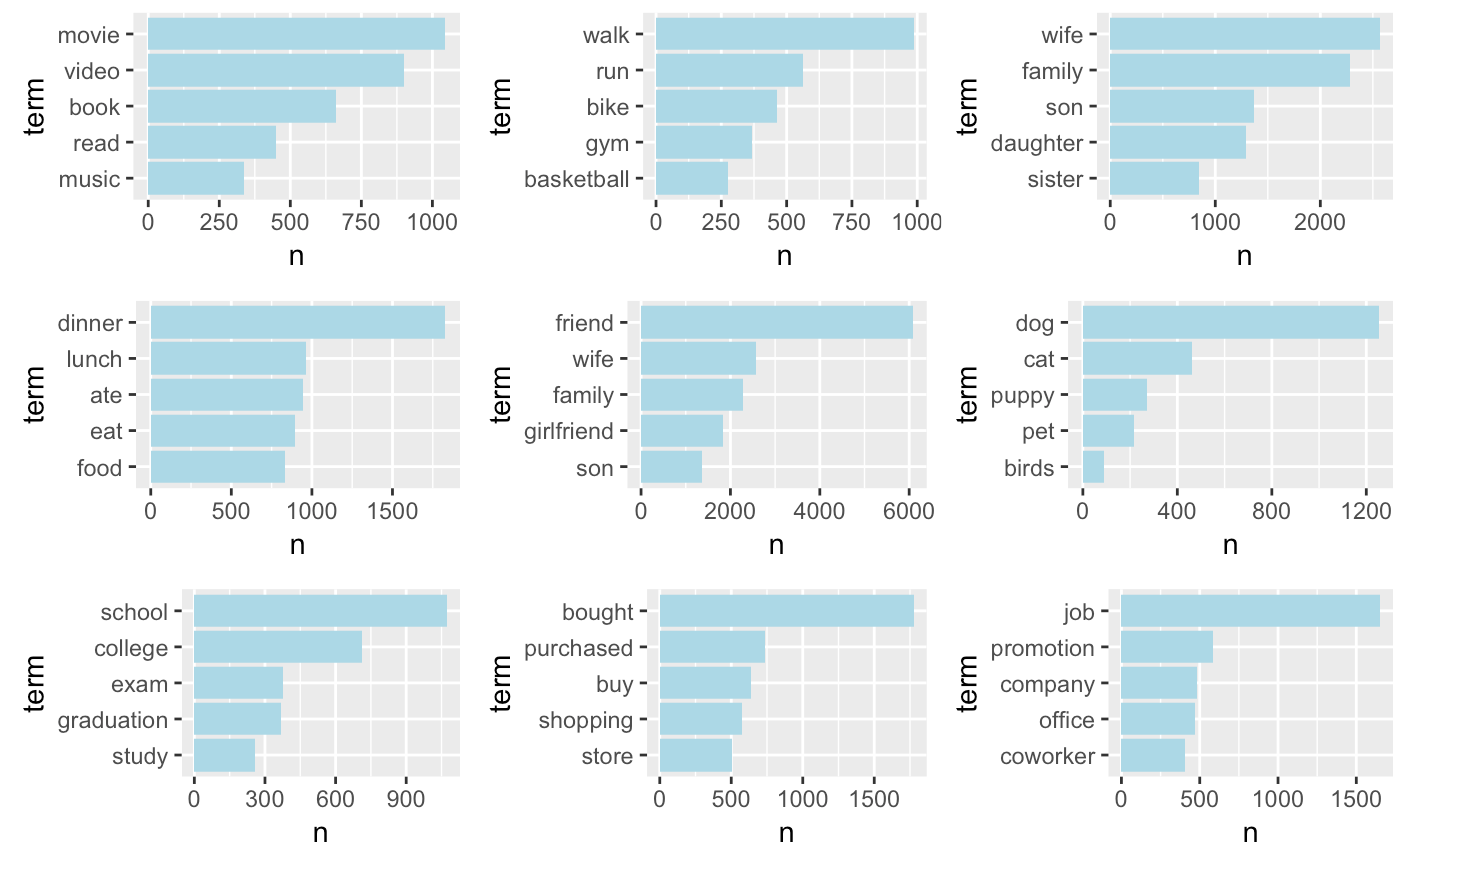 term
movie
video
book
read
music
0 250 500 750 1000
n
term
walk
run
bike
gym
basketball
0 250 500 750 1000
n
term
wife
family
son
daughter
sister
0 1000 2000
n
term
dinner
lunch
ate
eat
food
0 500 1000 1500
n
term
friend
wife
family
girlfriend
son
0 2000 4000 6000
n
term
dog
cat
puppy
pet
birds
0 400 800 1200
n
term
school
college
exam
graduation
study
0 300 600 900
n
term
bought
purchased
buy
shopping
store
0 500 1000 1500
n
term
job
promotion
company
office
coworker
0 500 1000 1500
n